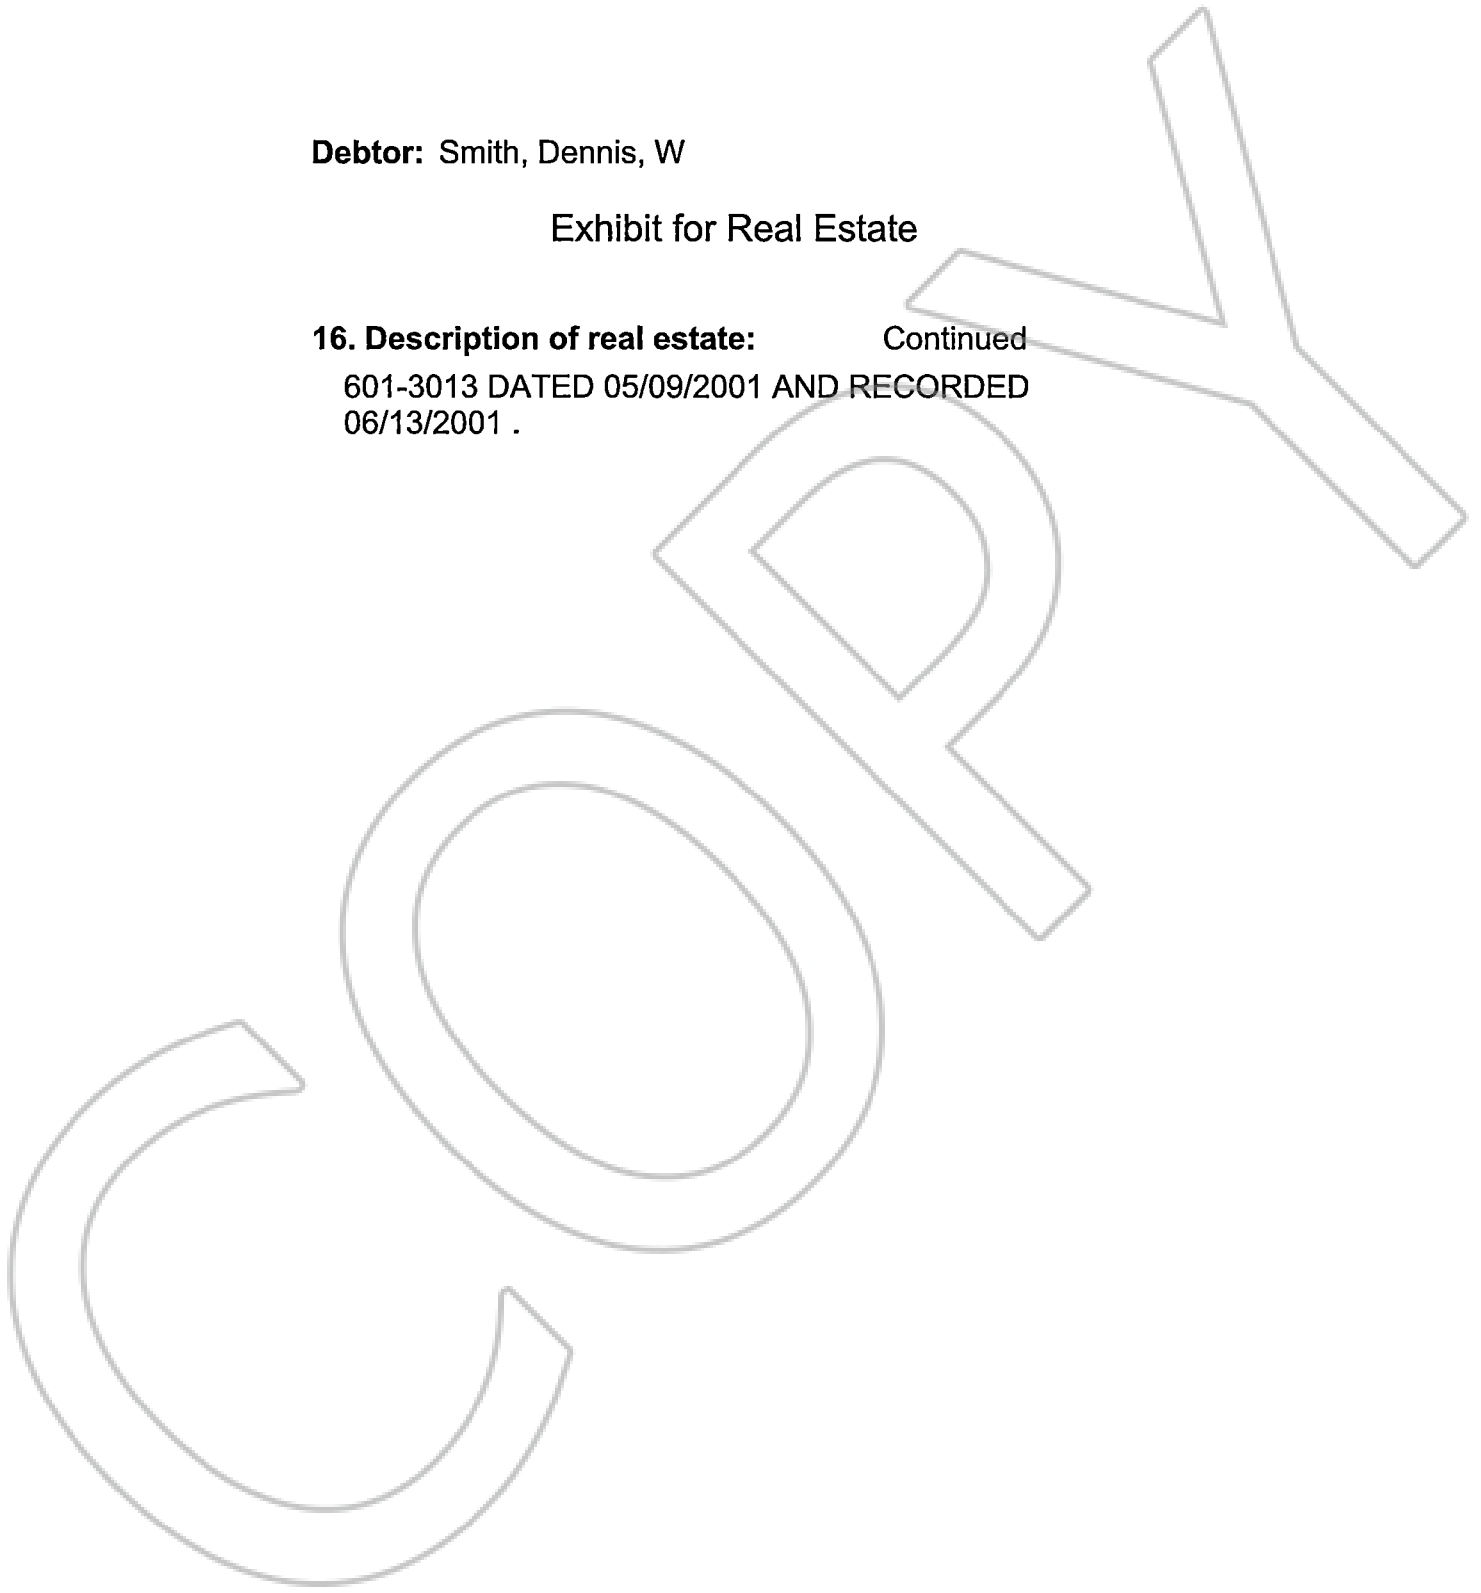 Debtor: Smith, Dennis, W
Exhibit for Real Estate
16. Description of real estate: Continued
601-3013 DATED 05/09/2001 AND RECORDED
06/13/2001 .
COPY